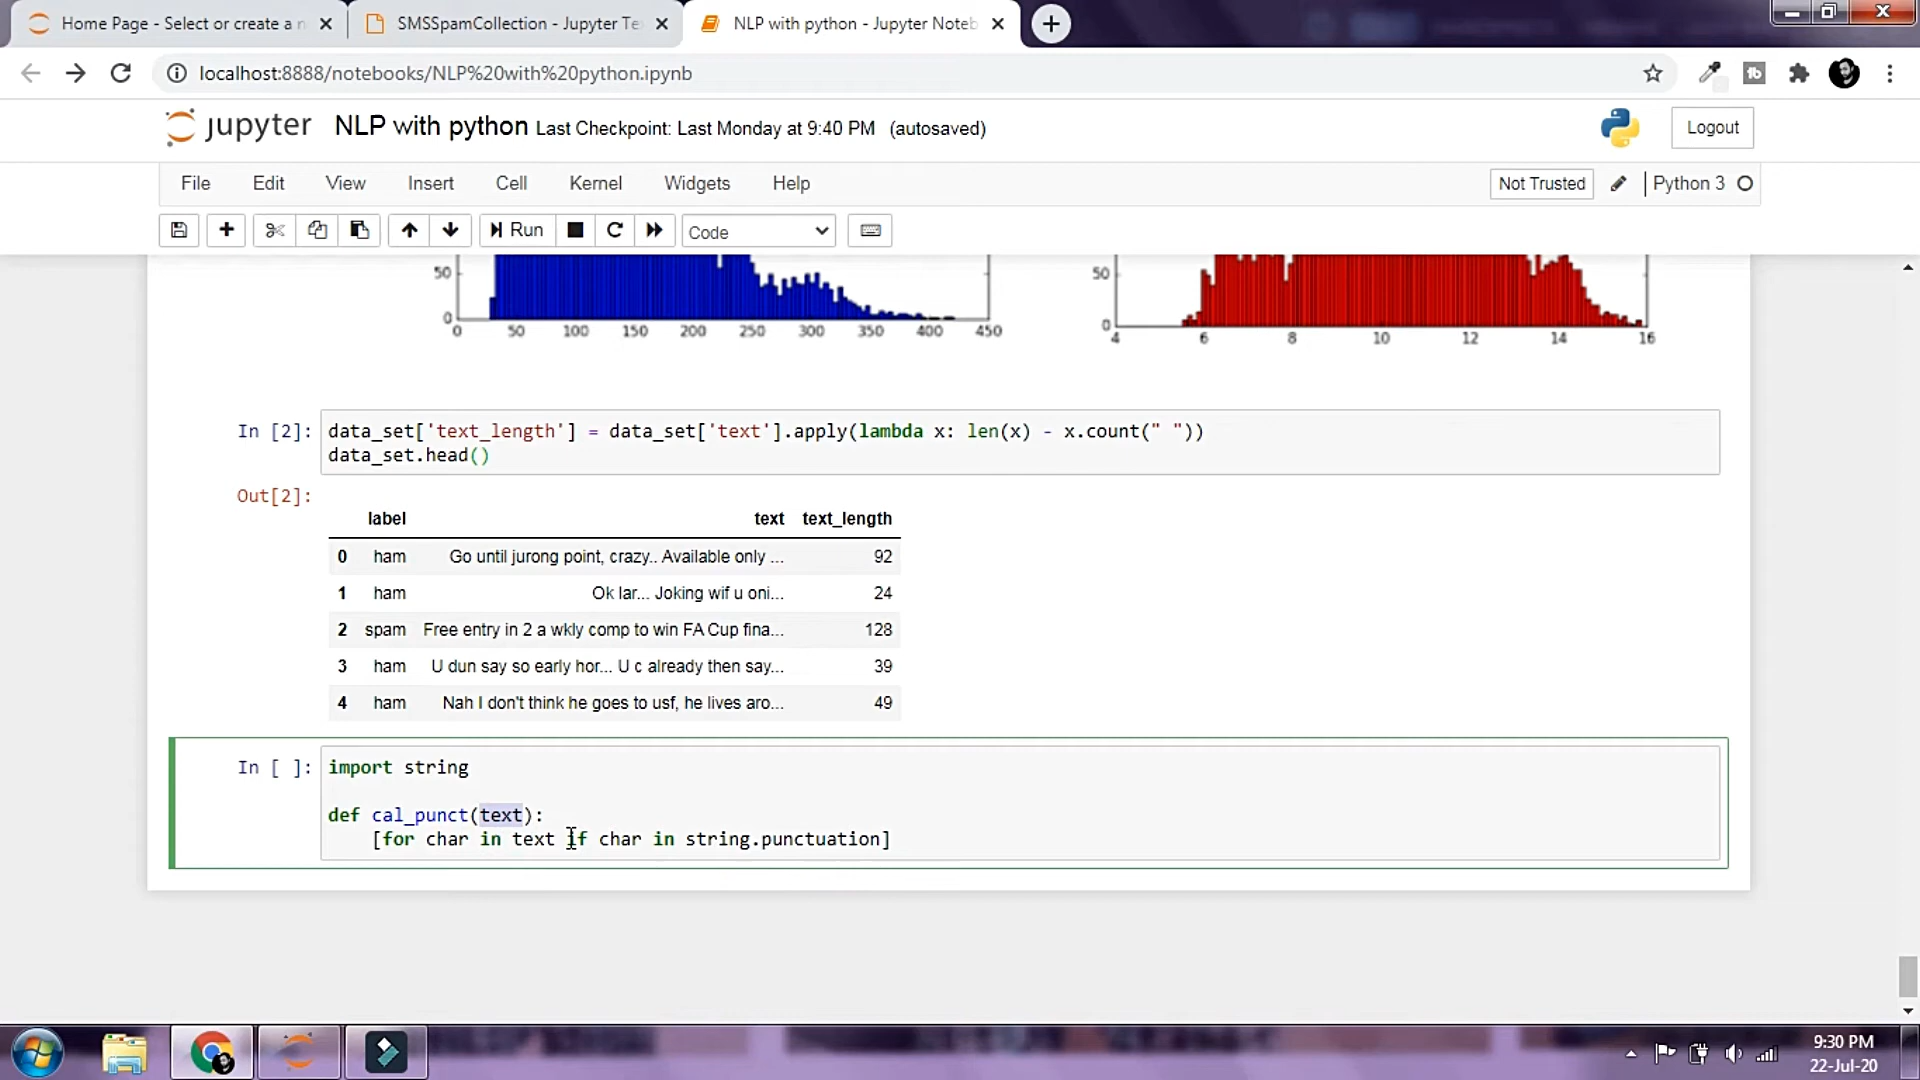 Home Page - Select or create a n
SMSSpamCollection - Jupyter Te
NLP with python - Jupyter Noteb
localhost:8888/notebooks/NLP%20with%20python.ipynb
jupyter NLP with python Last Checkpoint: Last Monday at 9:40 PM (autosaved)
Logout
File Edit View Insert Cell Kernel Widgets Help
Not Trusted
Python 3
Run
Code
50
0
0 50 100 150 200 250 300 350 400 450
50
0
4 6 8 10 12 14 16
In [2]: data_set['text_length'] = data_set['text'].apply(lambda x: len(x) - x.count(" "))
data_set.head()
Out[2]:
label text text_length
0 ham Go until jurong point, crazy.. Available only ... 92
1 ham Ok lar... Joking wif u oni... 24
2 spam Free entry in 2 a wkly comp to win FA Cup fina... 128
3 ham U dun say so early hor... U c already then say... 39
4 ham Nah I don't think he goes to usf, he lives aro... 49
In [ ]: import string
def cal_punct(text):
[for char in text if char in string.punctuation]
9:30 PM
22-Jul-20